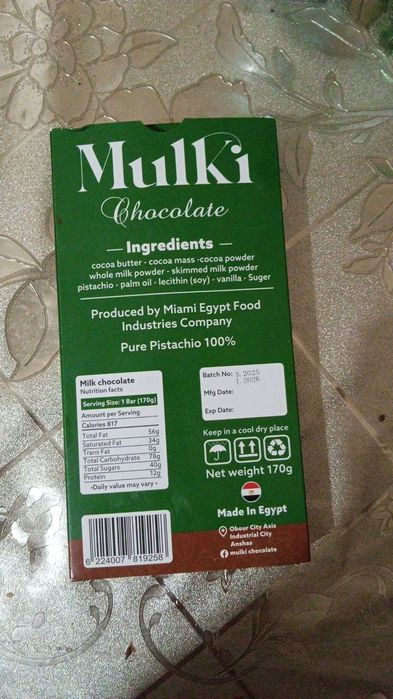 Mulki
Chocolate
Ingredients
cocoa butter - cocoa mass -cocoa powder
whole milk powder - skimmed milk powder
pistachio - palm oil - lecithin (soy) - vanilla - Suger
Produced by Miami Egypt Food
Industries Company
Pure Pistachio 100%
Milk chocolate
Nutrition facts
Serving Size: 1 Bar (170g)
Amount per Serving
Calories 817
Total Fat 56g
Saturated Fat 34g
Trans Fat 0g
Total Carbohydrate 78g
Total Sugars 40g
Protein 12g
•Daily value may vary •
Batch No: 3. 2025
1. 2026
Mfg Date:
Exp Date:
Keep in a cool dry place
Net weight 170g
Made In Egypt
Obour City Axis
Industrial City
Anshas
mulki chocolate
6 224007 819258